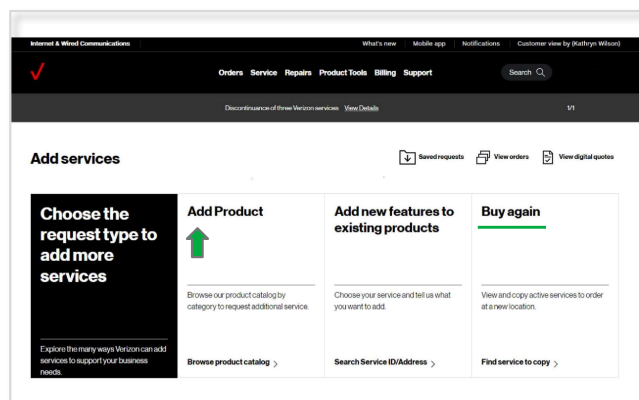 Internet & Wired Communications What's new Mobile app Notifications Customer view by (Kathryn Wilson)
Orders Service Repairs Product Tools Billing Support Search
Discontinuance of three Verizon services View Details 1/1
Add services Saved requests View orders View digital quotes
Choose the
request type to
add more
services
Explore the many ways Verizon can add
services to support your business
needs.
Add Product
Browse our product catalog by
category to request additional service.
Browse product catalog >
Add new features to
existing products
Choose your service and tell us what
you want to add.
Search Service ID/Address >
Buy again
View and copy active services to order
at a new location.
Find service to copy >